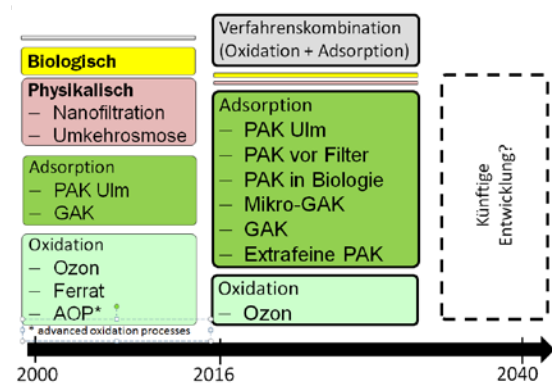 Biologisch
Physikalisch
– Nanofiltration
– Umkehrosmose
Adsorption
– PAK Ulm
– GAK
Oxidation
– Ozon
– Ferrat
– AOP*
* advanced oxidation processes
Verfahrenskombination
(Oxidation + Adsorption)
Adsorption
– PAK Ulm
– PAK vor Filter
– PAK in Biologie
– Mikro-GAK
– GAK
– Extrafeine PAK
Oxidation
– Ozon
Künftige
Entwicklung?
2000
2016
2040